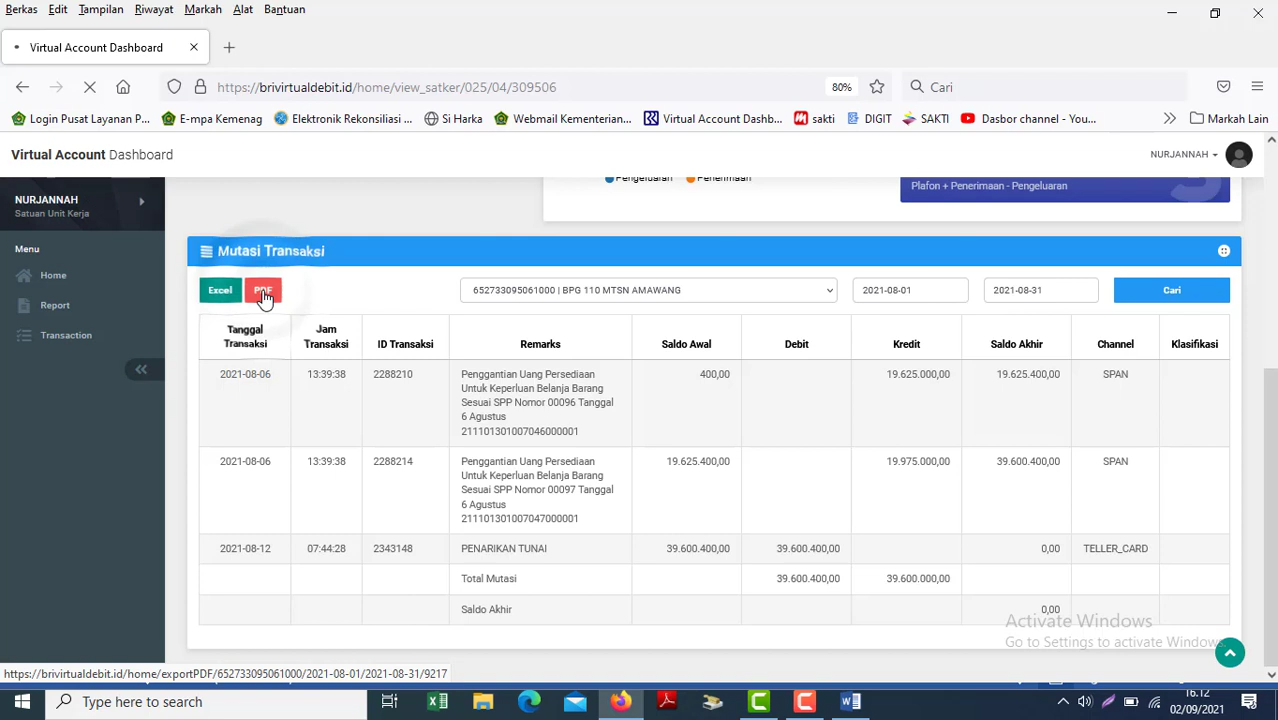 Berkas Edit Tampilan Riwayat Markah Alat Bantuan
Virtual Account Dashboard
https://brivirtualdebit.id/home/view_satker/025/04/309506 80% Cari
Login Pusat Layanan P... E-mpa Kemenag Elektronik Rekonsiliasi ... Si Harka Webmail Kementerian... Virtual Account Dashb... sakti DIGIT SAKTI Dasbor channel - You... Markah Lain
Virtual Account Dashboard NURJANNAH
Pengeluaran Penerimaan Plafon + Penerimaan - Pengeluaran
NURJANNAH
Satuan Unit Kerja
Menu
Home
Report
Transaction
Mutasi Transaksi
Excel PDF 652733095061000 | BPG 110 MTSN AMAWANG 2021-08-01 2021-08-31 Cari
Tanggal Transaksi Jam Transaksi ID Transaksi Remarks Saldo Awal Debit Kredit Saldo Akhir Channel Klasifikasi
2021-08-06 13:39:38 2288210 Penggantian Uang Persediaan 400,00 19.625.000,00 19.625.400,00 SPAN
Untuk Keperluan Belanja Barang
Sesuai SPP Nomor 00096 Tanggal
6 Agustus
211101301007046000001
2021-08-06 13:39:38 2288214 Penggantian Uang Persediaan 19.625.400,00 19.975.000,00 39.600.400,00 SPAN
Untuk Keperluan Belanja Barang
Sesuai SPP Nomor 00097 Tanggal
6 Agustus
211101301007047000001
2021-08-12 07:44:28 2343148 PENARIKAN TUNAI 39.600.400,00 39.600.400,00 0,00 TELLER_CARD
Total Mutasi 39.600.400,00 39.600.000,00
Saldo Akhir 0,00
Activate Windows
Go to Settings to activate Windows.
https://brivirtualdebit.id/home/exportPDF/652733095061000/2021-08-01/2021-08-31/9217
Type here to search
16.12
02/09/2021